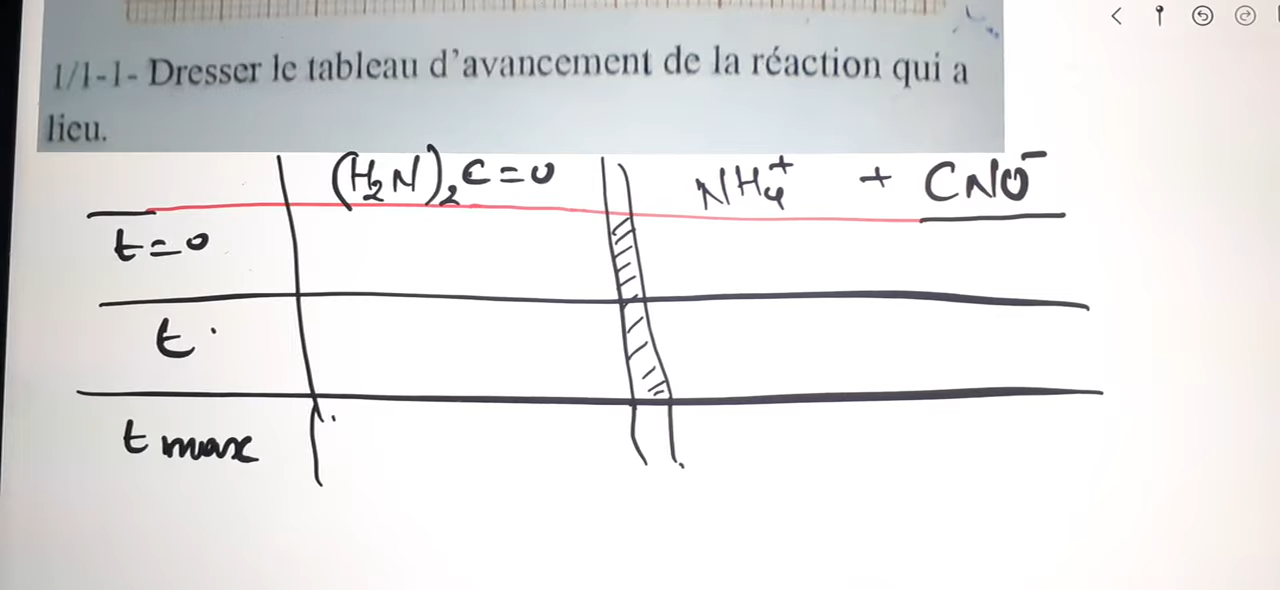 1/1-1- Dresser le tableau d'avancement de la réaction qui a
lieu.
(H₂N)₂C=O NH₄⁺ + CNO⁻
t=0
t
t max